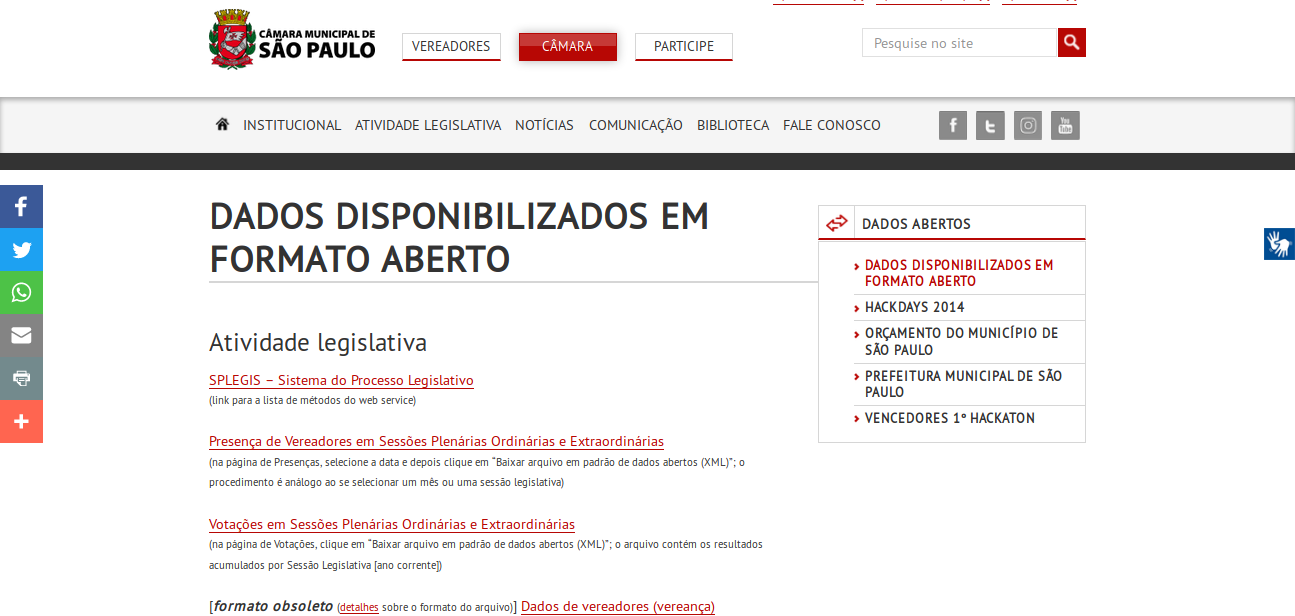 CÂMARA MUNICIPAL DE
SÃO PAULO
VEREADORES
CÂMARA
PARTICIPE
Pesquise no site
INSTITUCIONAL
ATIVIDADE LEGISLATIVA
NOTÍCIAS
COMUNICAÇÃO
BIBLIOTECA
FALE CONOSCO
You
Tube
DADOS DISPONIBILIZADOS EM
FORMATO ABERTO
Atividade legislativa
SPLEGIS – Sistema do Processo Legislativo
(link para a lista de métodos do web service)
Presença de Vereadores em Sessões Plenárias Ordinárias e Extraordinárias
(na página de Presenças, selecione a data e depois clique em “Baixar arquivo em padrão de dados abertos (XML)”; o
procedimento é análogo ao se selecionar um mês ou uma sessão legislativa)
Votações em Sessões Plenárias Ordinárias e Extraordinárias
(na página de Votações, clique em “Baixar arquivo em padrão de dados abertos (XML)”; o arquivo contém os resultados
acumulados por Sessão Legislativa [ano corrente])
[formato obsoleto (detalhes sobre o formato do arquivo)] Dados de vereadores (vereança)
DADOS ABERTOS
DADOS DISPONIBILIZADOS EM
FORMATO ABERTO
HACKDAYS 2014
ORÇAMENTO DO MUNICÍPIO DE
SÃO PAULO
PREFEITURA MUNICIPAL DE SÃO
PAULO
VENCEDORES 1º HACKATON